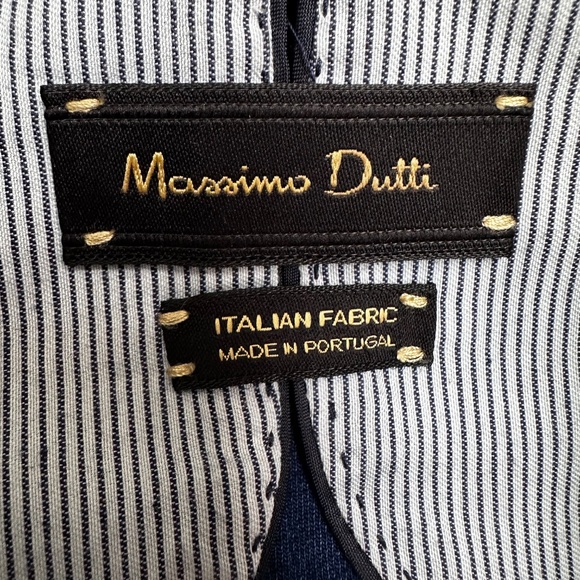 Massimo Dutti
ITALIAN FABRIC
MADE IN PORTUGAL